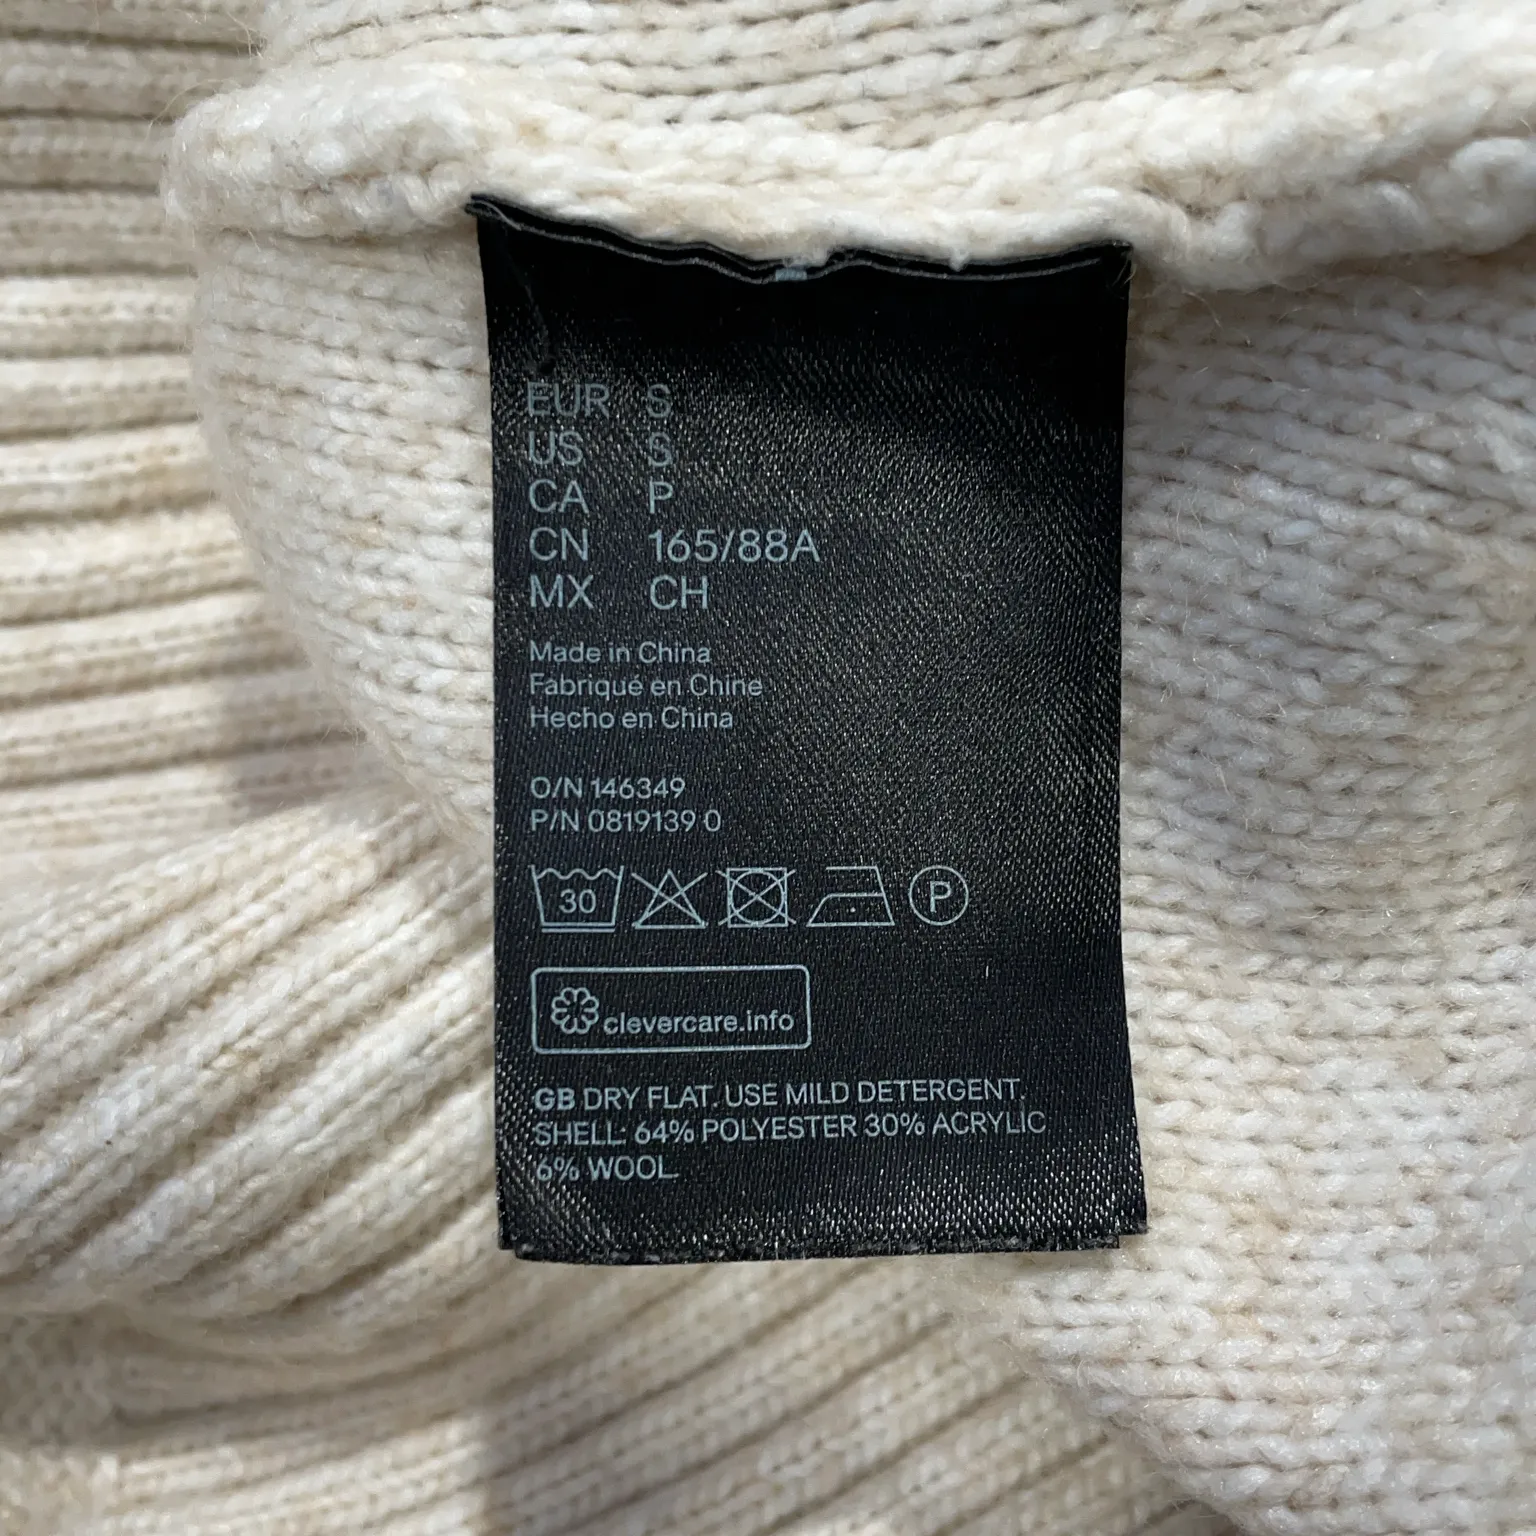 EUR S
US S
CA P
CN 165/88A
MX CH
Made in China
Fabriqué en Chine
Hecho en China
O/N 146349
P/N 0819139 0
30
P
clevercare.info
GB DRY FLAT. USE MILD DETERGENT.
SHELL: 64% POLYESTER 30% ACRYLIC
6% WOOL